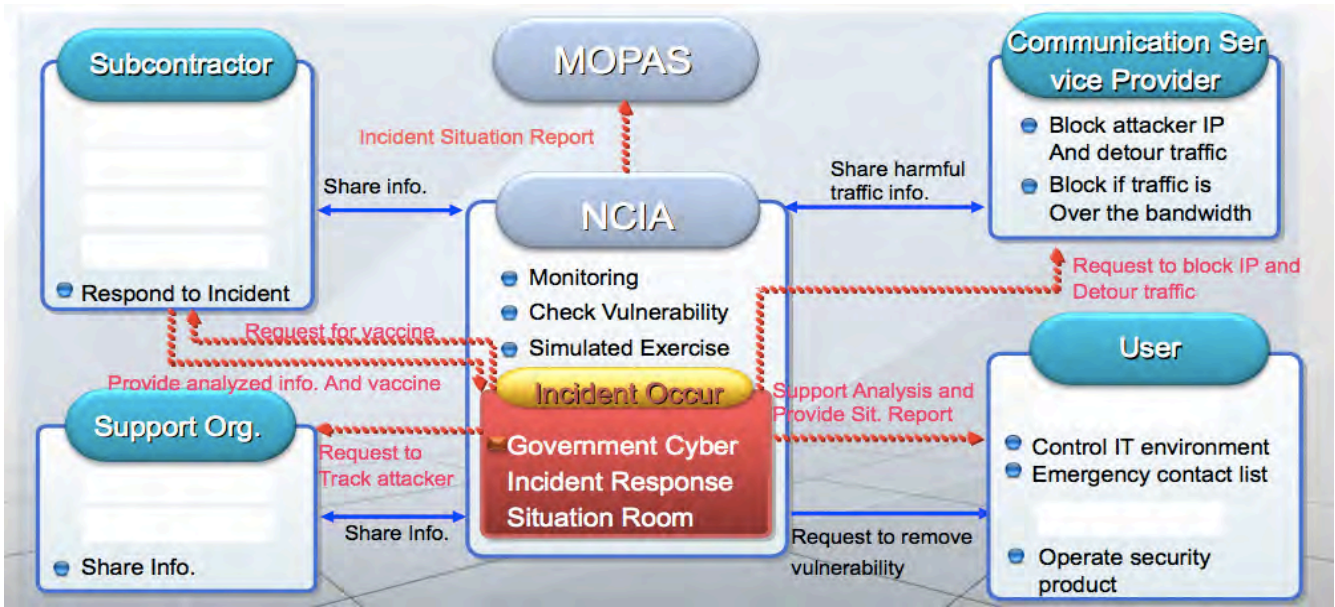 Subcontractor
Respond to Incident
MOPAS
Incident Situation Report
Communication Ser
vice Provider
Block attacker IP
And detour traffic
Block if traffic is
Over the bandwidth
Share info.
Share harmful
traffic info.
NCIA
Monitoring
Check Vulnerability
Simulated Exercise
Request to block IP and
Detour traffic
Request for vaccine
Provide analyzed info. And vaccine
Incident Occur
Government Cyber
Incident Response
Situation Room
Support Analysis and
Provide Sit. Report
User
Control IT environment
Emergency contact list
Operate security
product
Support Org.
Share Info.
Request to
Track attacker
Share Info.
Request to remove
vulnerability